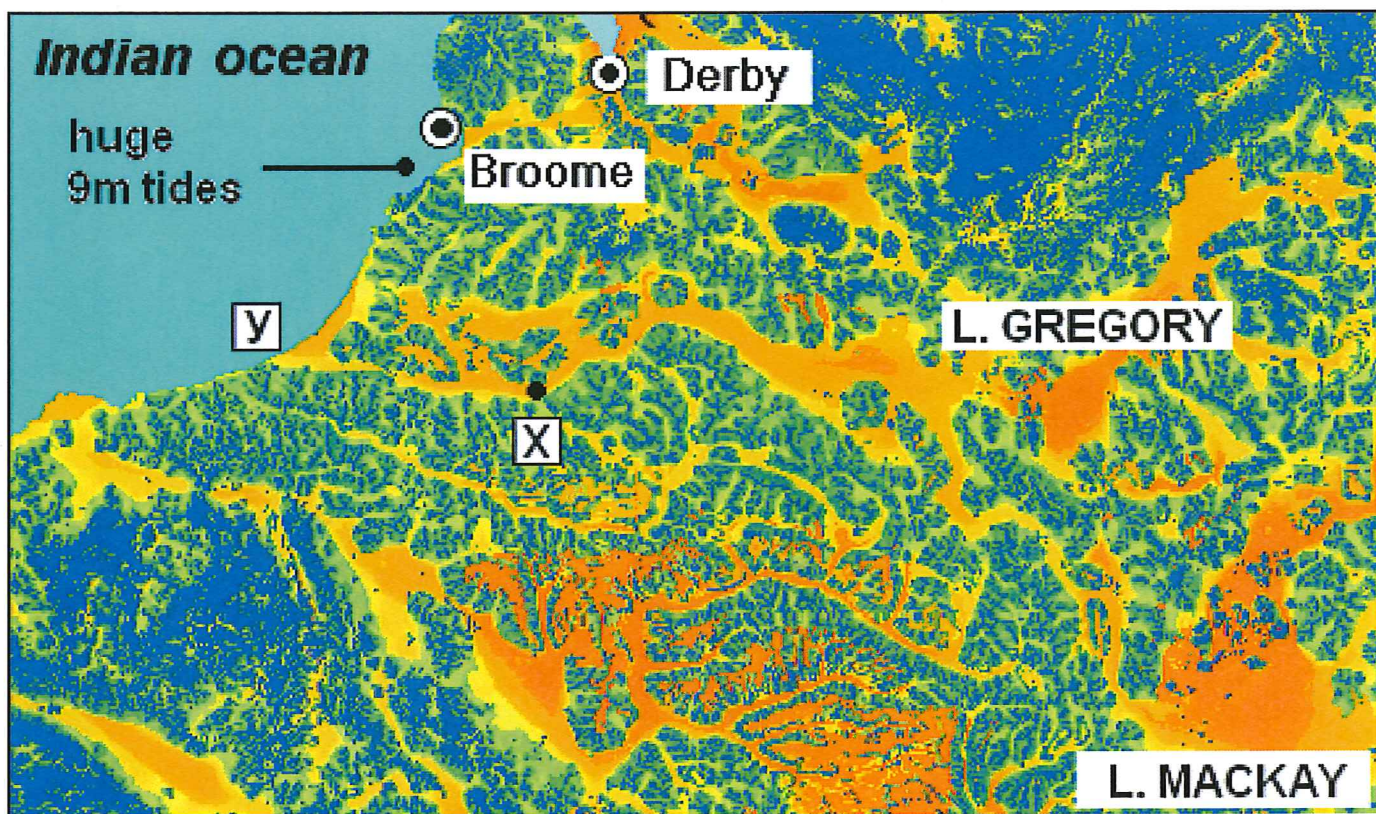 Indian ocean
Derby
huge
9m tides
Broome
y
L. GREGORY
X
L. MACKAY